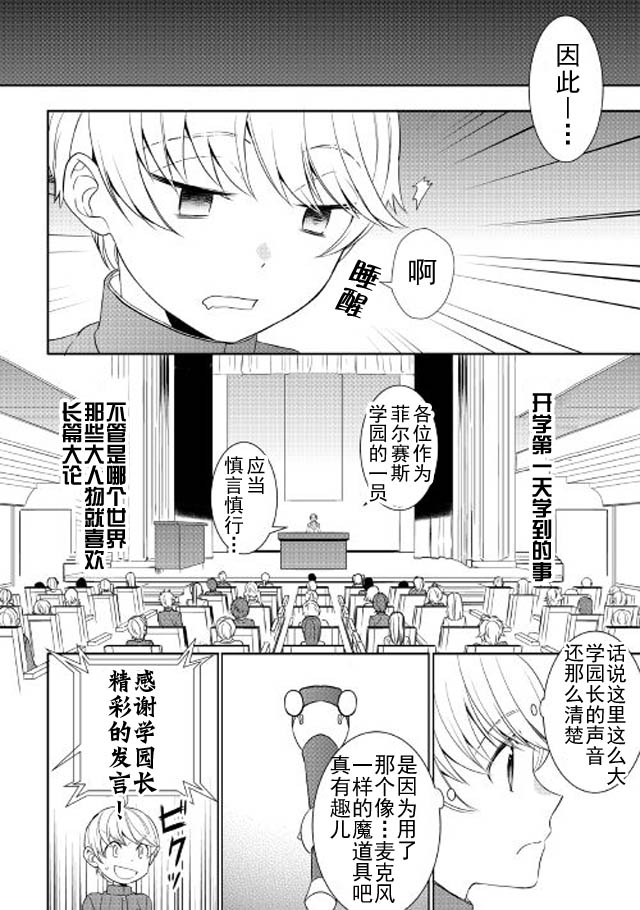 因此—…
啊
睡醒
开学第一天学到的事
各位作为
菲尔赛斯
学园的一员
应当
慎言慎行…
不管是哪个世界
那些大人物就喜欢
长篇大论
话说这里这么大
学园长的声音
还那么清楚
是因为用了
那个像…麦克风
一样的魔道具吧
真有趣儿
感谢学园长
精彩的发言！
ビクッ